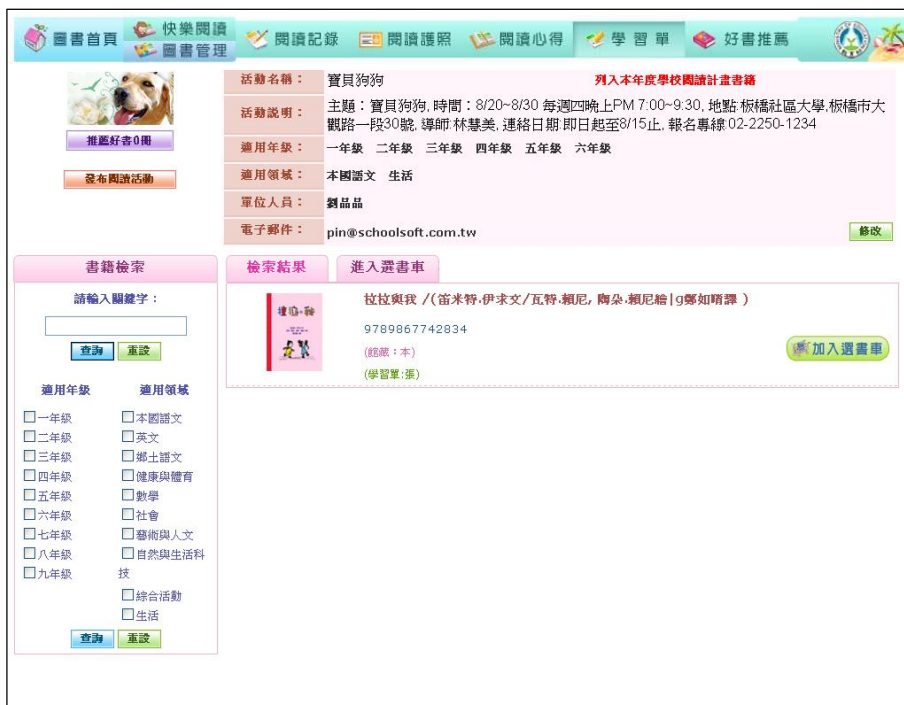 圖書首頁
快樂閱讀
圖書管理
閱讀記錄
閱讀護照
閱讀心得
學習單
好書推薦
推薦好書0冊
發布閱讀活動
活動名稱： 寶貝狗狗 列入本年度學校閱讀計畫書籍
活動說明： 主題：寶貝狗狗, 時間：8/20~8/30 每週四晚上PM 7:00~9:30, 地點:板橋社區大學,板橋市大
觀路一段30號, 導師:林慧美, 連絡日期:即日起至8/15止, 報名專線:02-2250-1234
適用年級： 一年級 二年級 三年級 四年級 五年級 六年級
適用領域： 本國語文 生活
單位人員： 劉品品
電子郵件： pin@schoolsoft.com.tw
修改
書籍檢索
請輸入關鍵字：
查詢 重設
適用年級 適用領域
一年級 本國語文
二年級 英文
三年級 鄉土語文
四年級 健康與體育
五年級 數學
六年級 社會
七年級 藝術與人文
八年級 自然與生活科
九年級 技
綜合活動
生活
查詢 重設
檢索結果 進入選書車
拉拉與我 /(笛米特.伊求文/瓦特.賴尼, 陶朵.賴尼繪|g鄭如晴譯 )
9789867742834
(館藏：本)
(學習單:張)
加入選書車